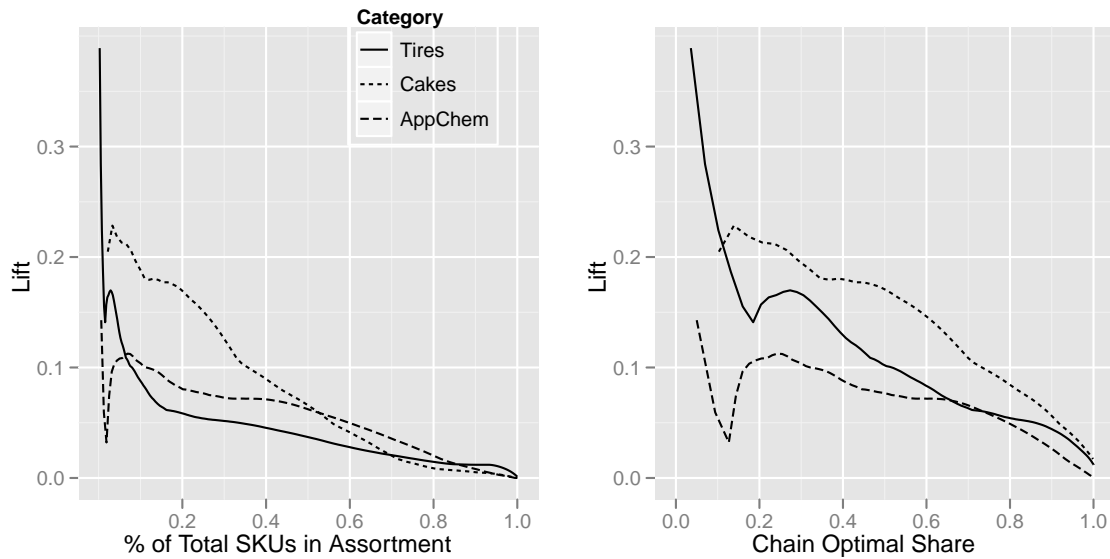 Category
Tires
Cakes
AppChem
0.3
0.2
0.1
0.0
Lift
0.2 0.4 0.6 0.8 1.0
% of Total SKUs in Assortment
0.3
0.2
0.1
0.0
Lift
0.0 0.2 0.4 0.6 0.8 1.0
Chain Optimal Share